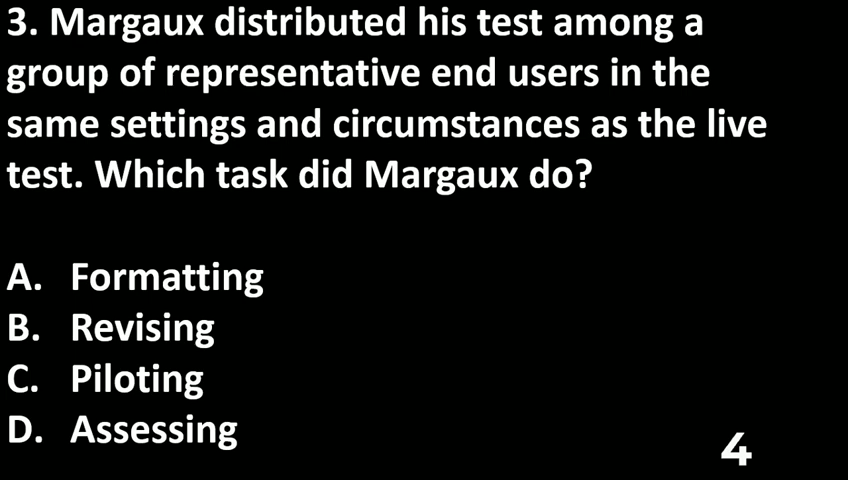 3. Margaux distributed his test among a
group of representative end users in the
same settings and circumstances as the live
test. Which task did Margaux do?
A. Formatting
B. Revising
C. Piloting
D. Assessing
4